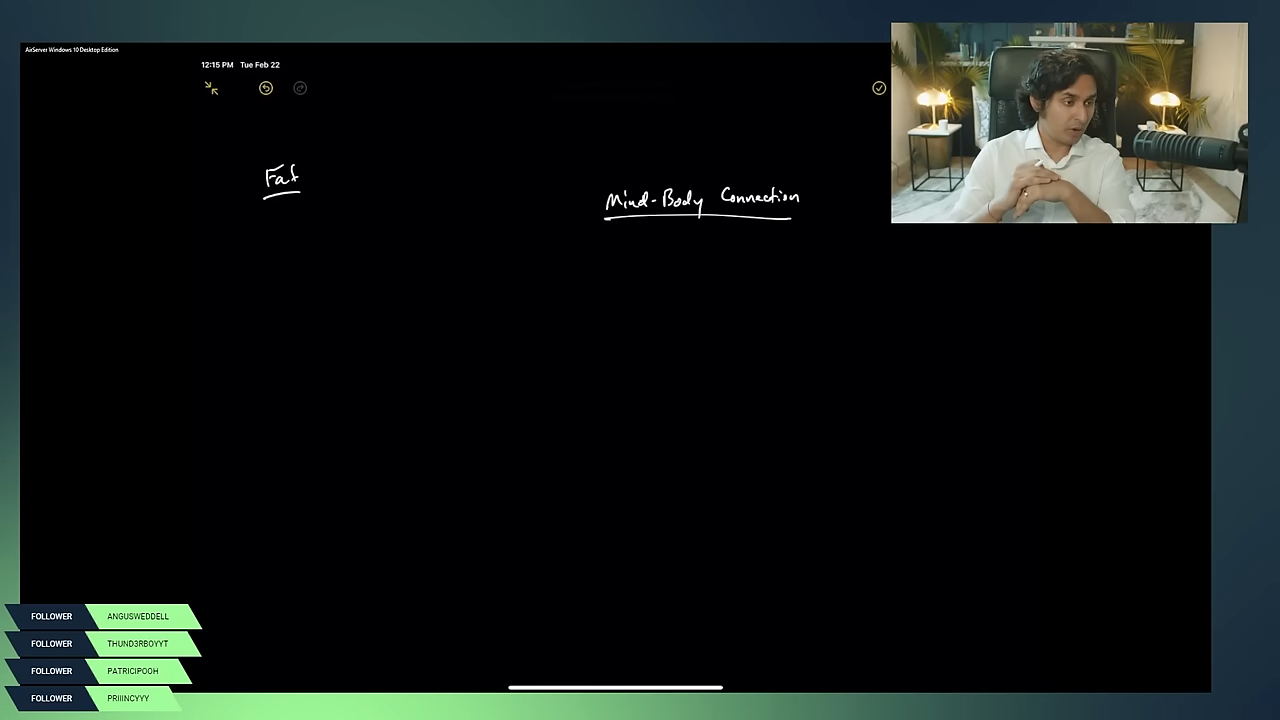 AirServer Windows 10 Desktop Edition
12:15 PM Tue Feb 22
Fat
Mind-Body Connection
FOLLOWER ANGUSWEDDELL
FOLLOWER THUND3RB0YYT
FOLLOWER PATRICIPOOH
FOLLOWER PRIIINCYYY